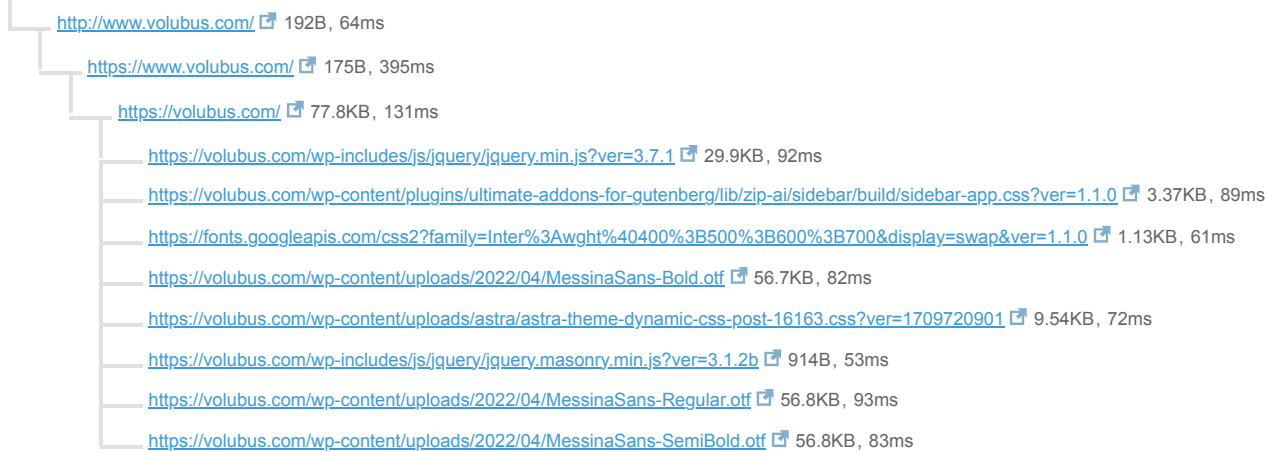 http://www.volubus.com/ 192B, 64ms
https://www.volubus.com/ 175B, 395ms
https://volubus.com/ 77.8KB, 131ms
https://volubus.com/wp-includes/js/jquery/jquery.min.js?ver=3.7.1 29.9KB, 92ms
https://volubus.com/wp-content/plugins/ultimate-addons-for-gutenberg/lib/zip-ai/sidebar/build/sidebar-app.css?ver=1.1.0 3.37KB, 89ms
https://fonts.googleapis.com/css2?family=Inter%3Awght%40400%3B500%3B600%3B700&display=swap&ver=1.1.0 1.13KB, 61ms
https://volubus.com/wp-content/uploads/2022/04/MessinaSans-Bold.otf 56.7KB, 82ms
https://volubus.com/wp-content/uploads/astra/astra-theme-dynamic-css-post-16163.css?ver=1709720901 9.54KB, 72ms
https://volubus.com/wp-includes/js/jquery/jquery.masonry.min.js?ver=3.1.2b 914B, 53ms
https://volubus.com/wp-content/uploads/2022/04/MessinaSans-Regular.otf 56.8KB, 93ms
https://volubus.com/wp-content/uploads/2022/04/MessinaSans-SemiBold.otf 56.8KB, 83ms